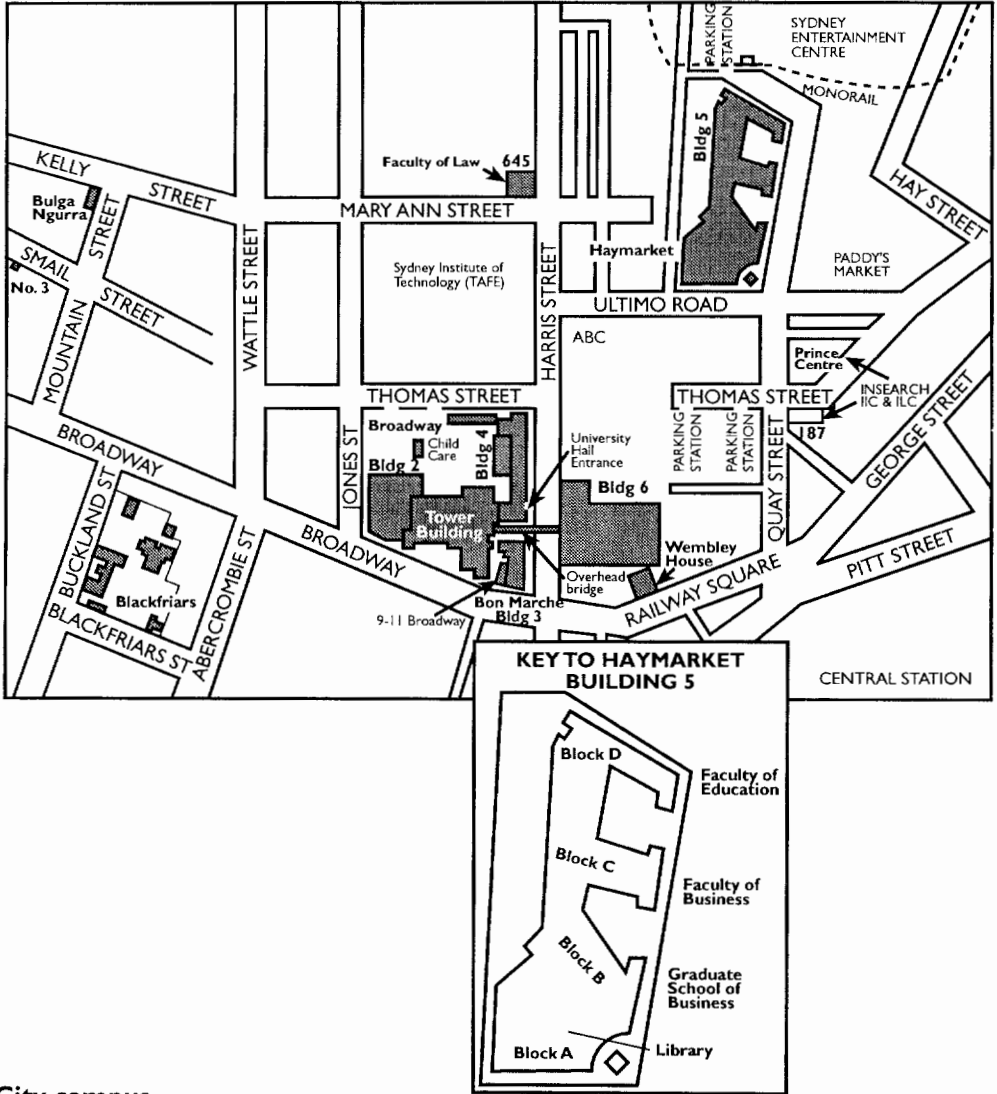 PARKING
STATION
SYDNEY
ENTERTAINMENT
CENTRE
MONORAIL
Bldg 5
KELLY
STREET
Faculty of Law
645
Bulga
Ngurra
STREET
MARY ANN STREET
HAY STREET
SMAIL
STREET
No. 3
WATTLE STREET
Sydney Institute of
Technology (TAFE)
HARRIS STREET
Haymarket
PADDY'S
MARKET
MOUNTAIN
ULTIMO ROAD
ABC
Prince
Centre
THOMAS STREET
THOMAS STREET
INSEARCH
IIC & ILC
187
GEORGE STREET
BROADWAY
JONES ST
Broadway
Child
Care
Bldg 4
Bldg 2
University
Hall
Entrance
PARKING
STATION
PARKING
STATION
QUAY STREET
Bldg 6
Tower
Building
BUCKLAND ST
BROADWAY
ABERCROMBIE ST
Wembley
House
PITT STREET
Overhead
bridge
RAILWAY SQUARE
Blackfriars
BLACKFRIARS ST
9-11 Broadway
Bon Marche
Bldg 3
CENTRAL STATION
KEY TO HAYMARKET
BUILDING 5
Block D
Faculty of
Education
Block C
Faculty of
Business
Block B
Graduate
School of
Business
Block A
Library
City campus